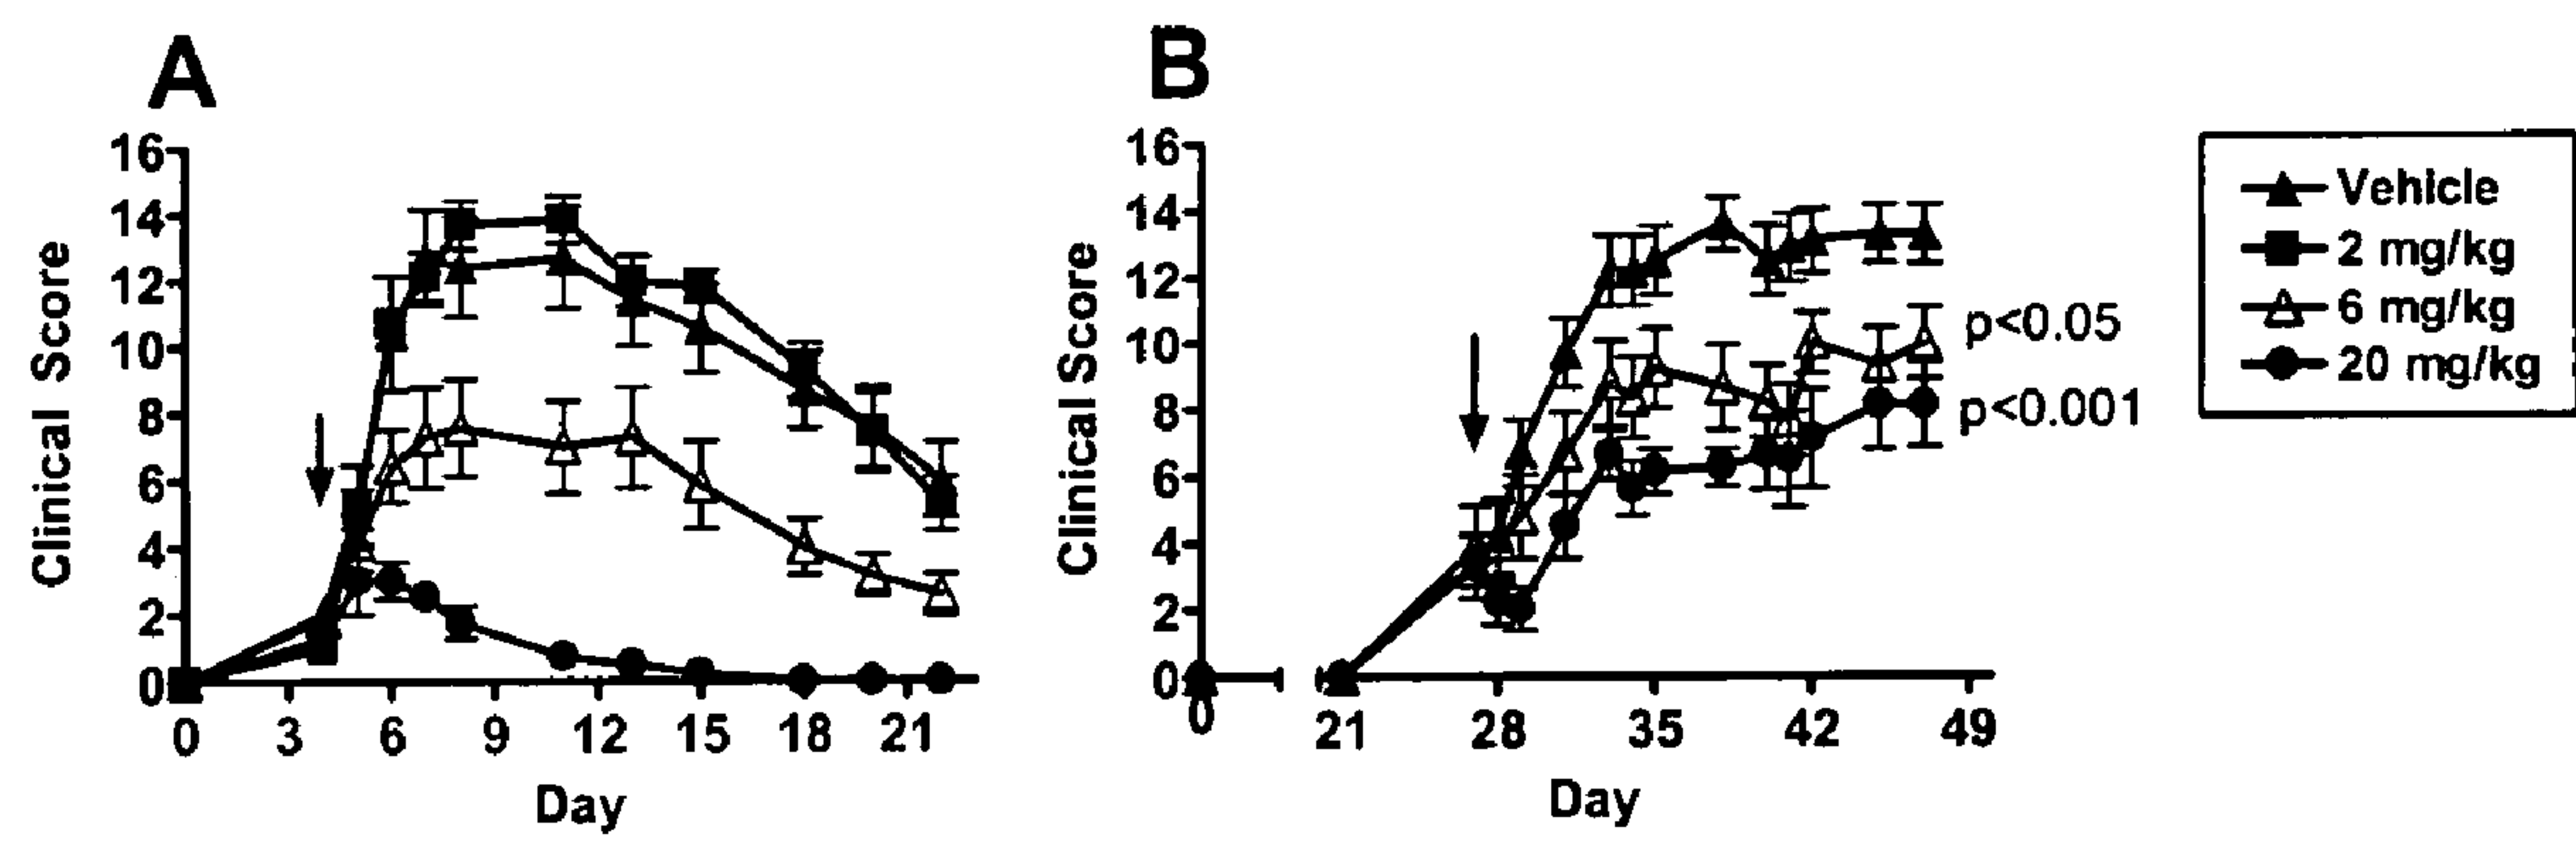 A
Clinical Score
16
14
12
10
8
6
4
2
0
0 3 6 9 12 15 18 21
Day
B
Clinical Score
16
14
12
10
8
6
4
2
0
0 21 28 35 42 49
Day
p<0.05
p<0.001
Vehicle
2 mg/kg
6 mg/kg
20 mg/kg